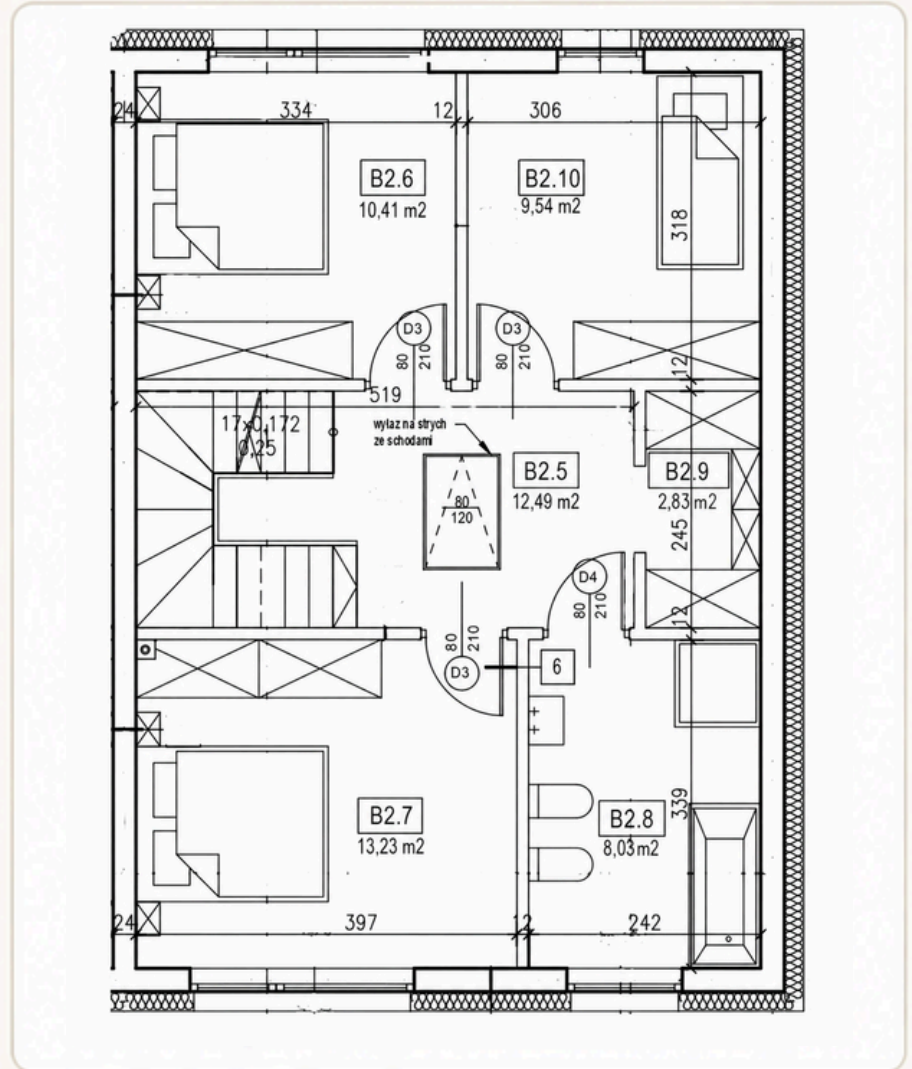 24
334
12
306
B2.6
10,41 m2
B2.10
9,54 m2
318
D3
80
210
D3
80
210
12
519
17x0,172
0,25
wyłaz na strych
ze schodami
B2.5
12,49 m2
B2.9
2,83 m2
80
120
245
D4
80
210
12
80
210
D3
6
B2.7
13,23 m2
B2.8
8,03m2
339
24
397
12
242